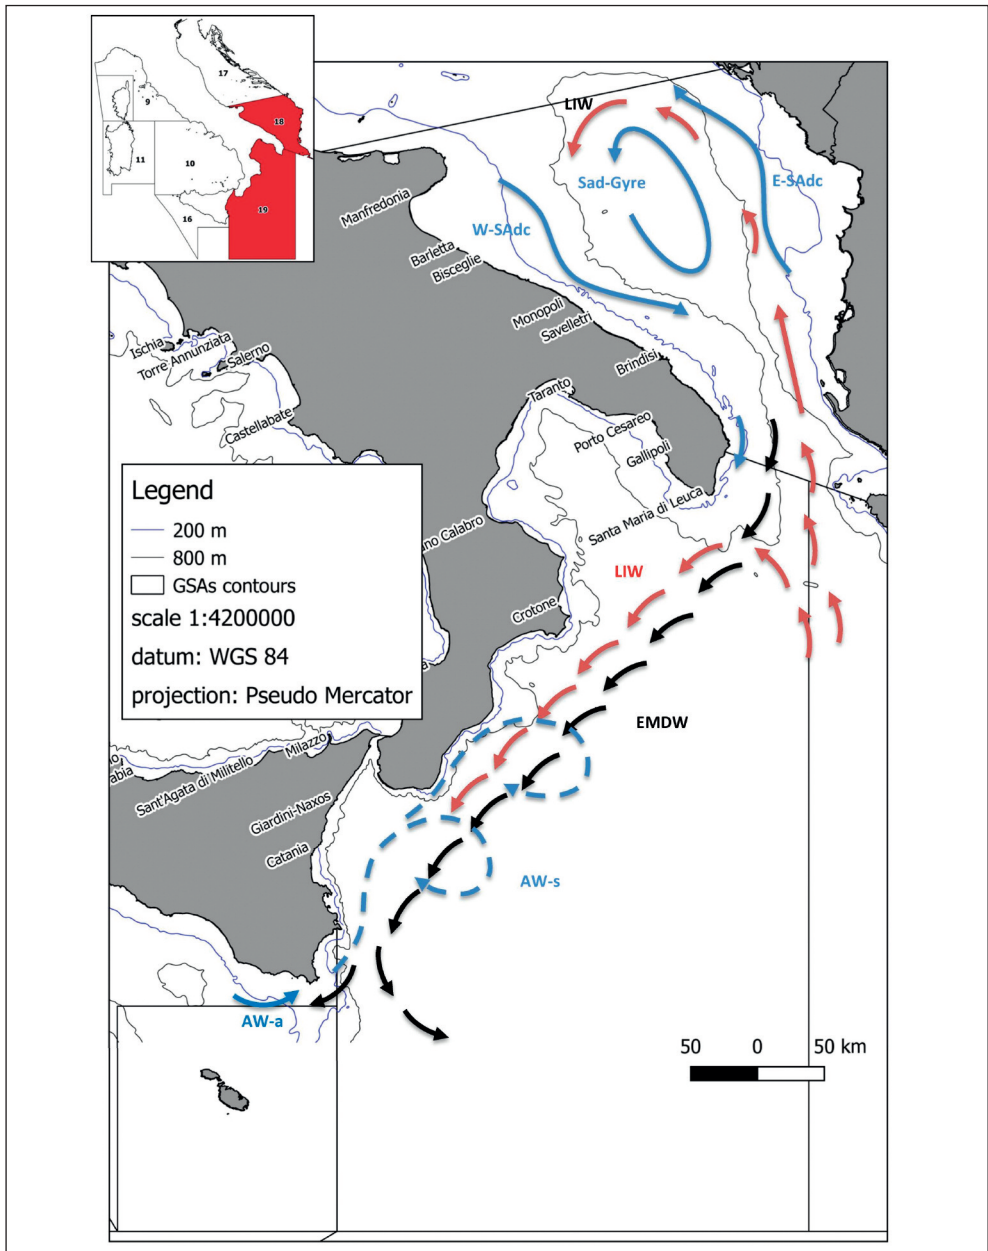 17
9
18
11
10
19
16
LIW
Sad-Gyre
E-SAdc
W-SAdc
Manfredonia
Barletta
Bisceglie
Monopoli
Savelletri
Brindisi
Ischia
Torre Annunziata
Salerno
Castellabate
Taranto
Porto Cesareo
Gallipoli
Santa Maria di Leuca
Legend
200 m
800 m
GSAs contours
scale 1:4200000
datum: WGS 84
projection: Pseudo Mercator
ano Calabro
LIW
Crotone
EMDW
Milazzo
Sant'Agata di Militello
Giardini-Naxos
Catania
AW-s
AW-a
50 0 50 km